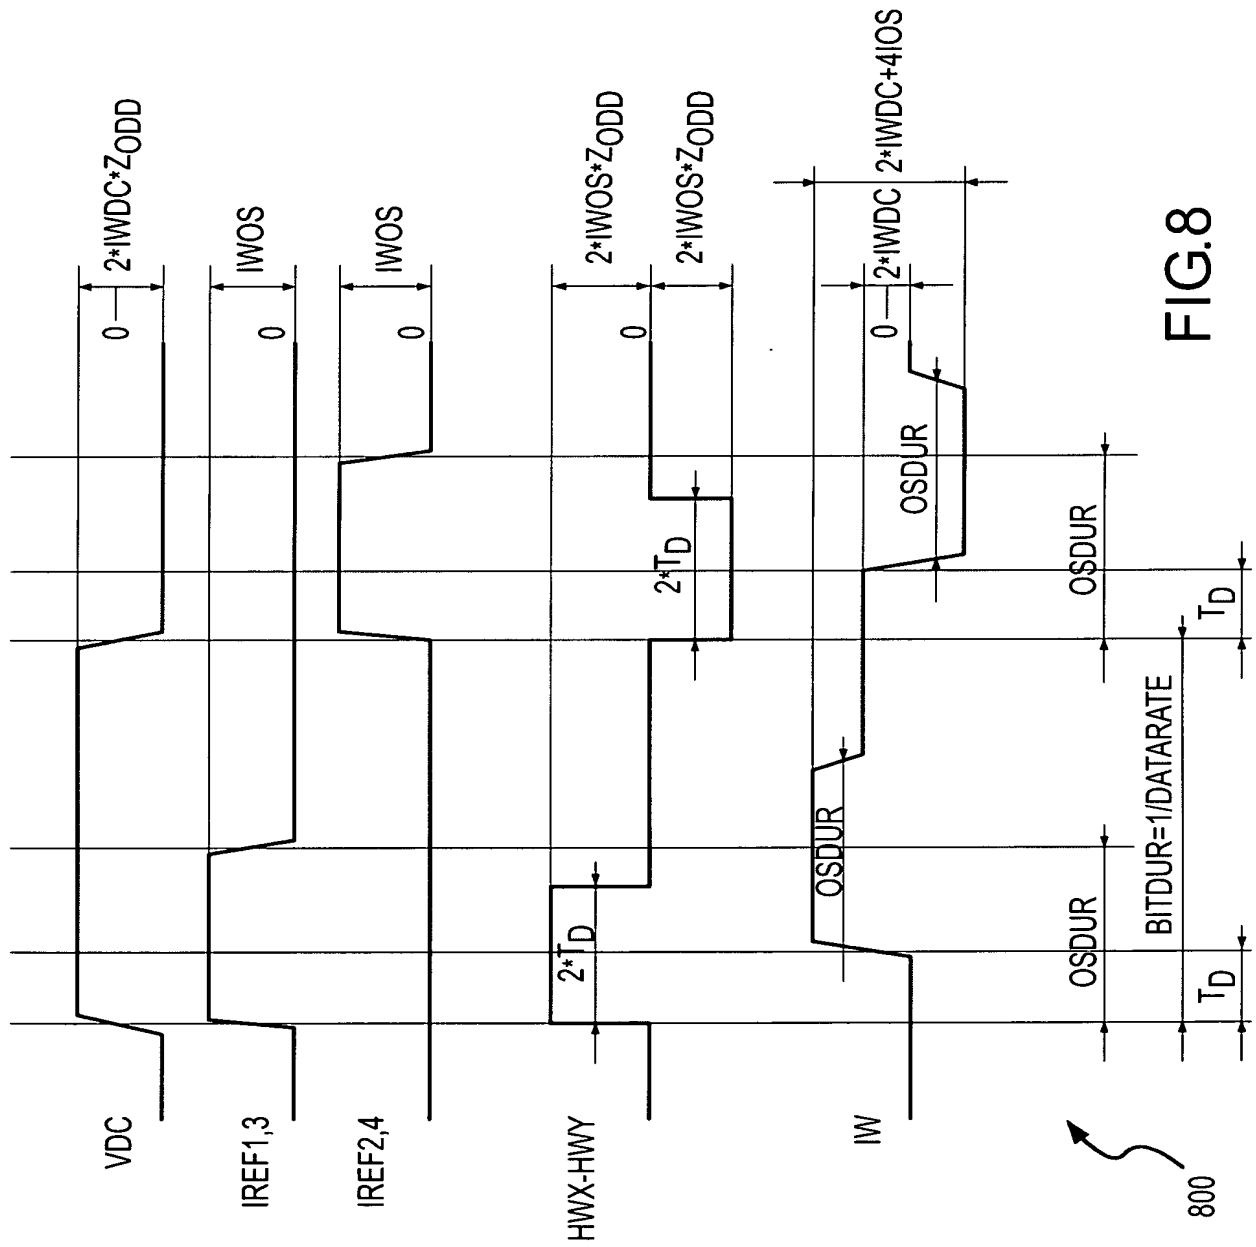 VDC
0
2*IWDC*ZODD
IREF1,3
0
IWOS
IREF2,4
0
IWOS
HWX-HWY
2*TD
2*TD
0
2*IWOS*ZODD
2*IWOS*ZODD
IW
OSDUR
OSDUR
0
2*IWDC
2*IWDC+4IOS
OSDUR
OSDUR
BITDUR=1/DATARATE
TD
TD
800
FIG.8